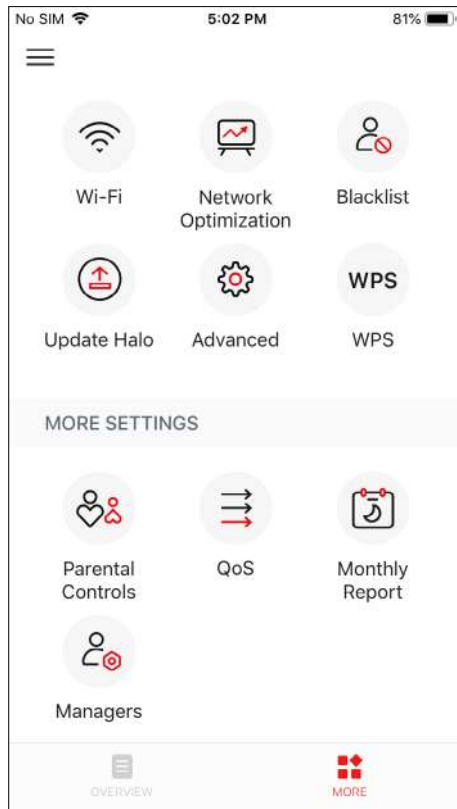 No SIM 5:02 PM 81%
Wi-Fi Network Optimization Blacklist
Update Halo Advanced WPS WPS
MORE SETTINGS
Parental Controls QoS Monthly Report
Managers
OVERVIEW MORE